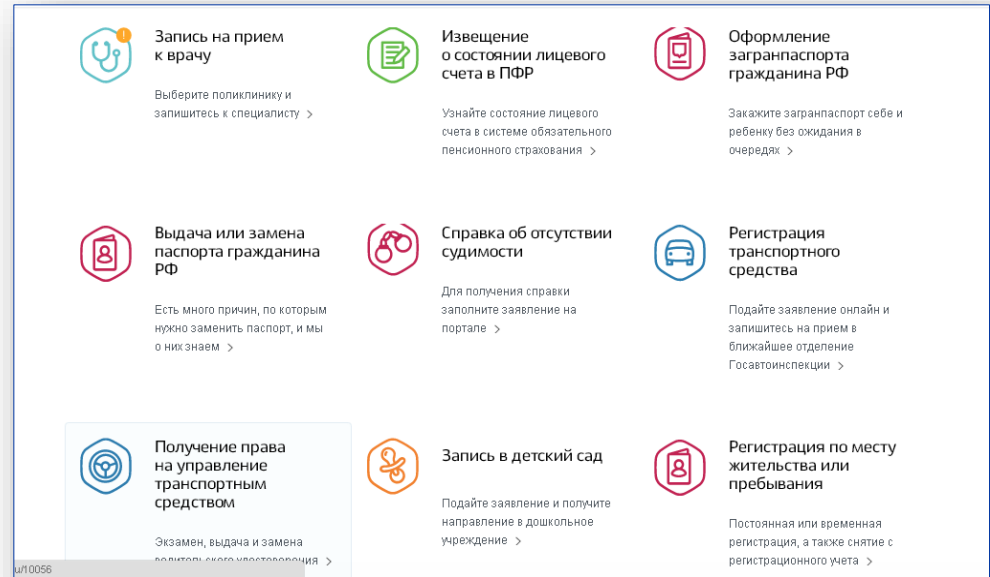 Запись на прием
к врачу
Выберите поликлинику и
запишитесь к специалисту >
Извещение
о состоянии лицевого
счета в ПФР
Узнайте состояние лицевого
счета в системе обязательного
пенсионного страхования >
Оформление
загранпаспорта
гражданина РФ
Закажите загранпаспорт себе и
ребенку без ожидания в
очередях >
Выдача или замена
паспорта гражданина
РФ
Есть много причин, по которым
нужно заменить паспорт, и мы
о них знаем >
Справка об отсутствии
судимости
Для получения справки
заполните заявление на
портале >
Регистрация
транспортного
средства
Подайте заявление онлайн и
запишитесь на прием в
ближайшее отделение
Госавтоинспекции >
Получение права
на управление
транспортным
средством
Экзамен, выдача и замена
водительского удостоверения >
Запись в детский сад
Подайте заявление и получите
направление в дошкольное
учреждение >
Регистрация по месту
жительства или
пребывания
Постоянная или временная
регистрация, а также снятие с
регистрационного учета >
u/10056